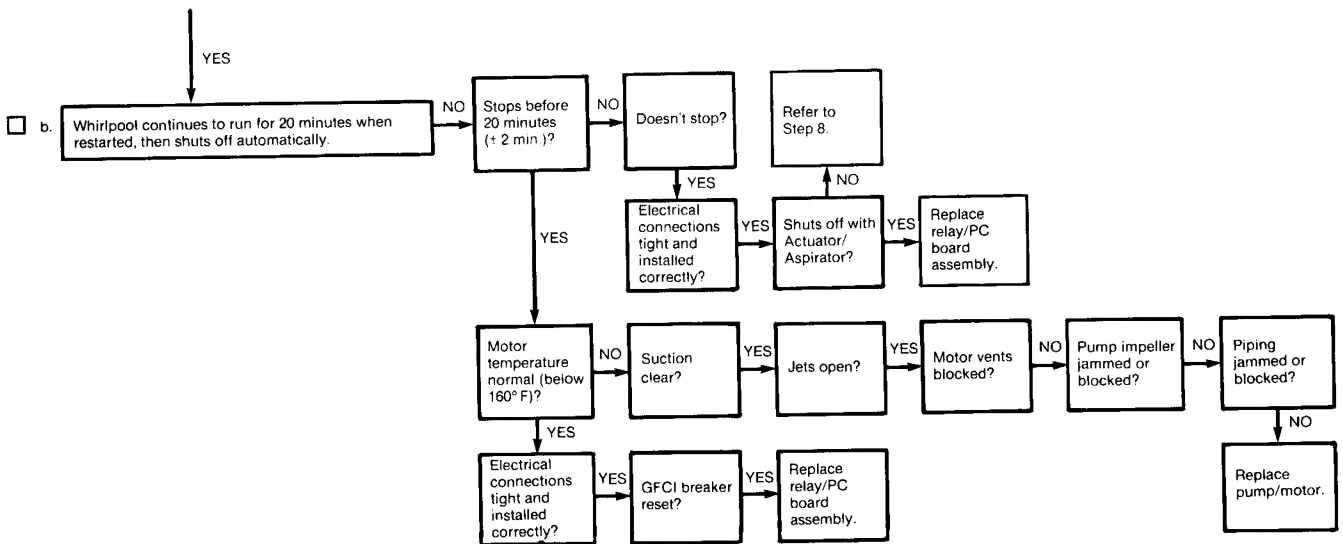 YES
b.
Whirlpool continues to run for 20 minutes when
restarted, then shuts off automatically.
NO
Stops before
20 minutes
(± 2 min.)?
NO
Doesn't stop?
Refer to
Step 8.
YES
NO
YES
Electrical
connections
tight and
installed
correctly?
YES
Shuts off with
Actuator/
Aspirator?
YES
Replace
relay/PC
board
assembly.
Motor
temperature
normal (below
160° F)?
NO
Suction
clear?
YES
Jets open?
YES
Motor vents
blocked?
NO
Pump impeller
jammed or
blocked?
NO
Piping
jammed or
blocked?
YES
NO
Electrical
connections
tight and
installed
correctly?
YES
GFCI breaker
reset?
YES
Replace
relay/PC
board
assembly.
Replace
pump/motor.